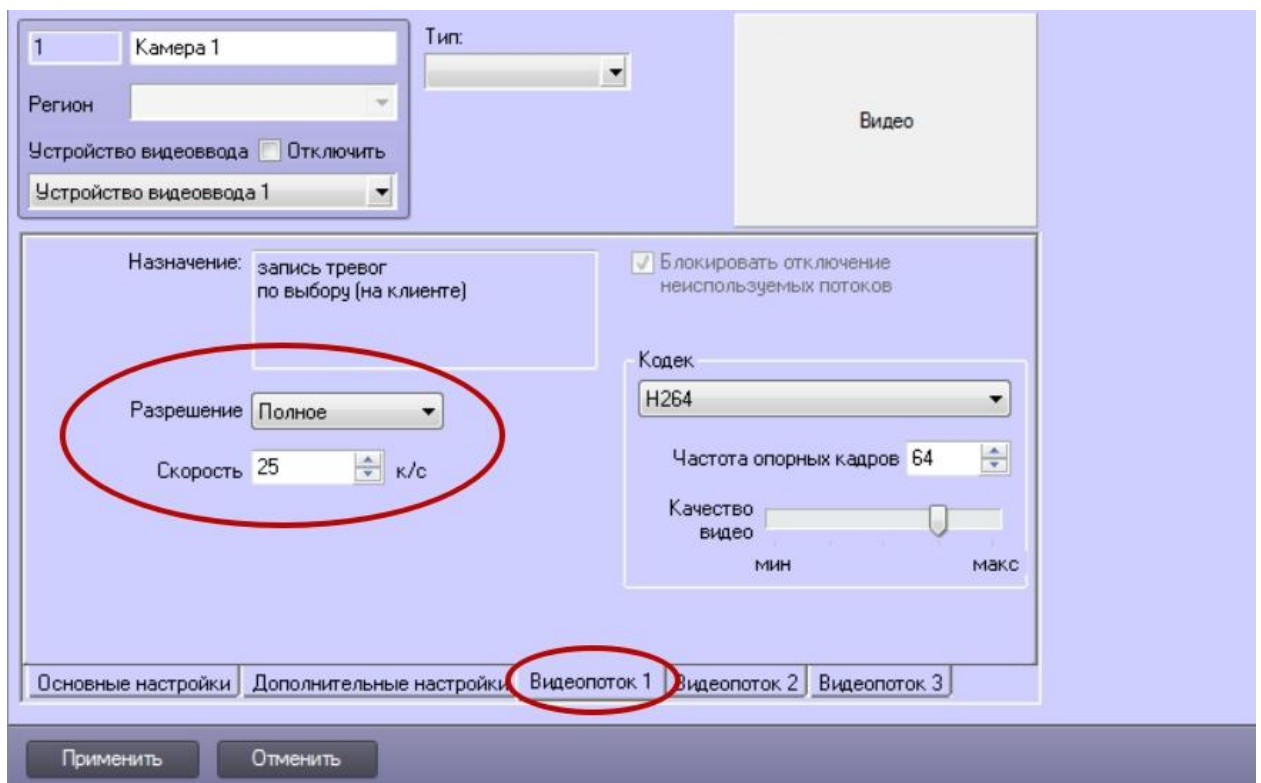 1
Камера 1
Тип:
Регион
Устройство видеоввода
Отключить
Устройство видеоввода 1
Видео
Назначение:
запись тревог
по выбору (на клиенте)
Блокировать отключение
неиспользуемых потоков
Разрешение
Полное
Скорость
25
к/с
Кодек
H264
Частота опорных кадров
64
Качество
видео
мин
макс
Основные настройки
Дополнительные настройки
Видеопоток 1
Видеопоток 2
Видеопоток 3
Применить
Отменить